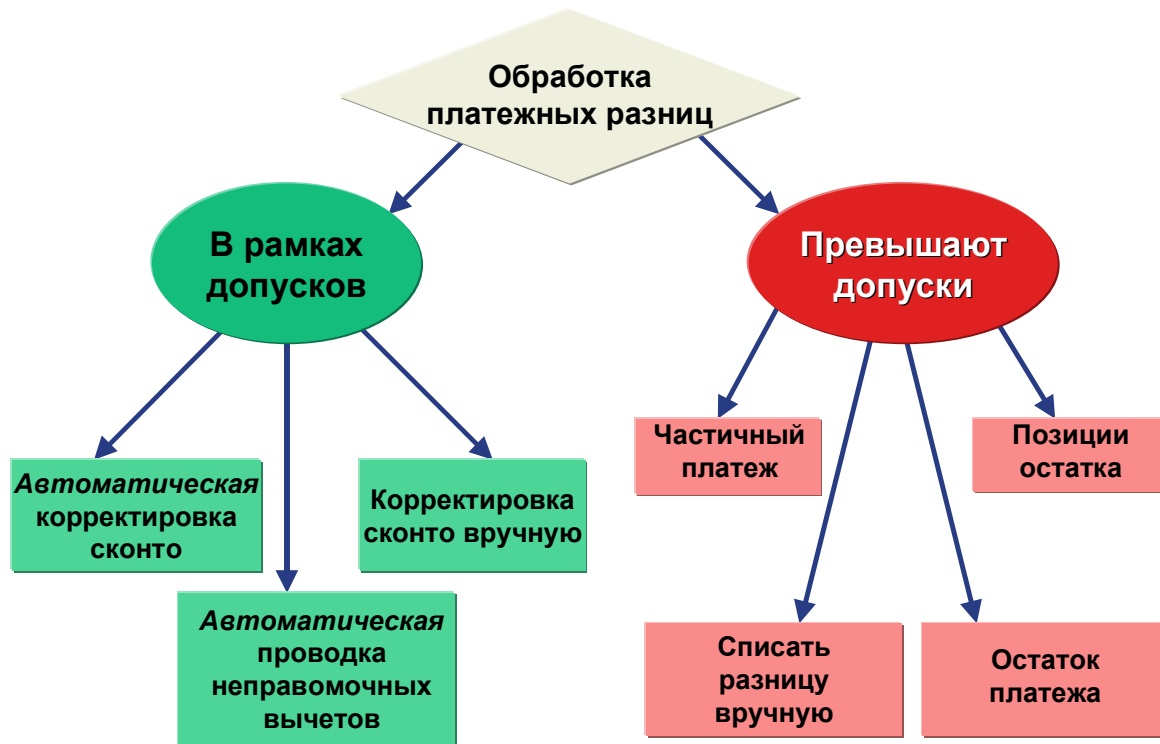 Обработка
платежных разниц
В рамках
допусков
Превышают
допуски
Автоматическая
корректировка
сконто
Автоматическая
проводка
неправомочных
вычетов
Корректировка
сконто вручную
Частичный
платеж
Списать
разницу
вручную
Остаток
платежа
Позиции
остатка